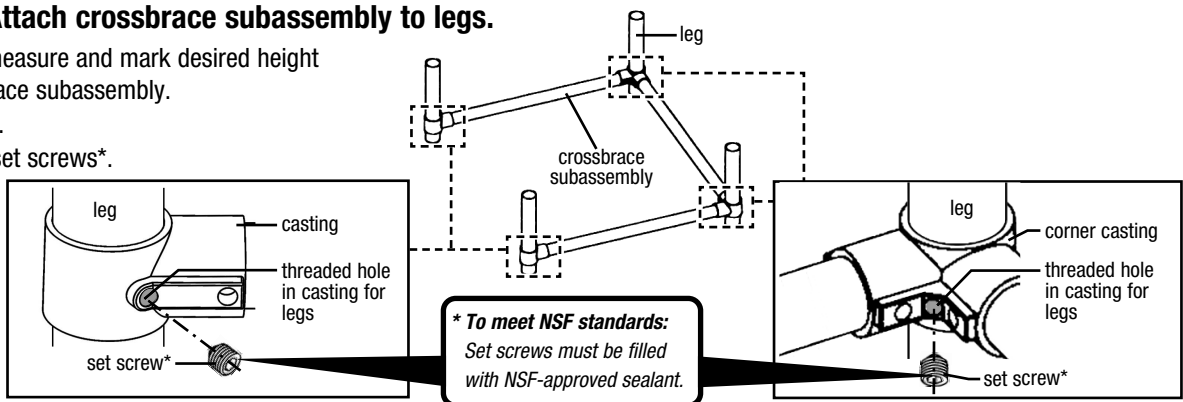 Attach crossbrace subassembly to legs.
measure and mark desired height
ace subassembly.
.
set screws*.
leg
crossbrace
subassembly
leg
casting
threaded hole
in casting for
legs
set screw*
* To meet NSF standards:
Set screws must be filled
with NSF-approved sealant.
leg
corner casting
threaded hole
in casting for
legs
set screw*